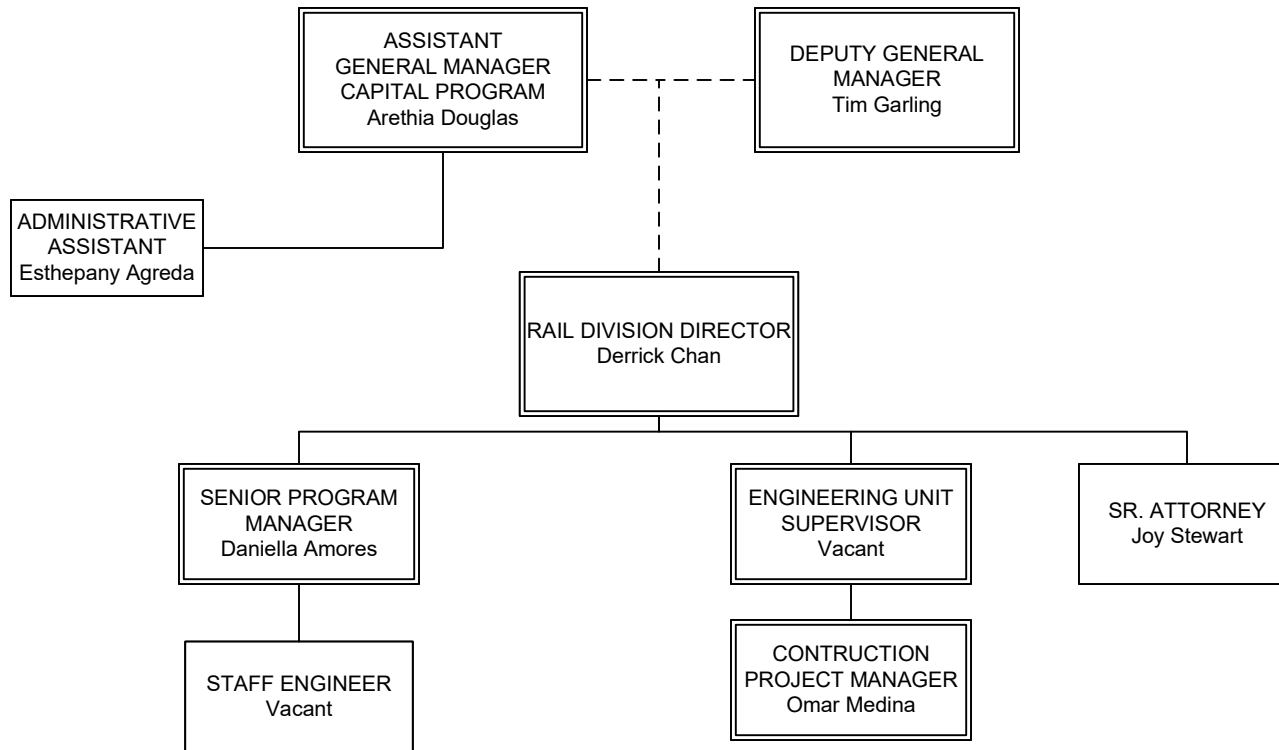 ASSISTANT
GENERAL MANAGER
CAPITAL PROGRAM
Arethia Douglas
DEPUTY GENERAL
MANAGER
Tim Garling
ADMINISTRATIVE
ASSISTANT
Esthepany Agreda
RAIL DIVISION DIRECTOR
Derrick Chan
SENIOR PROGRAM
MANAGER
Daniella Amores
ENGINEERING UNIT
SUPERVISOR
Vacant
SR. ATTORNEY
Joy Stewart
STAFF ENGINEER
Vacant
CONTRUCTION
PROJECT MANAGER
Omar Medina